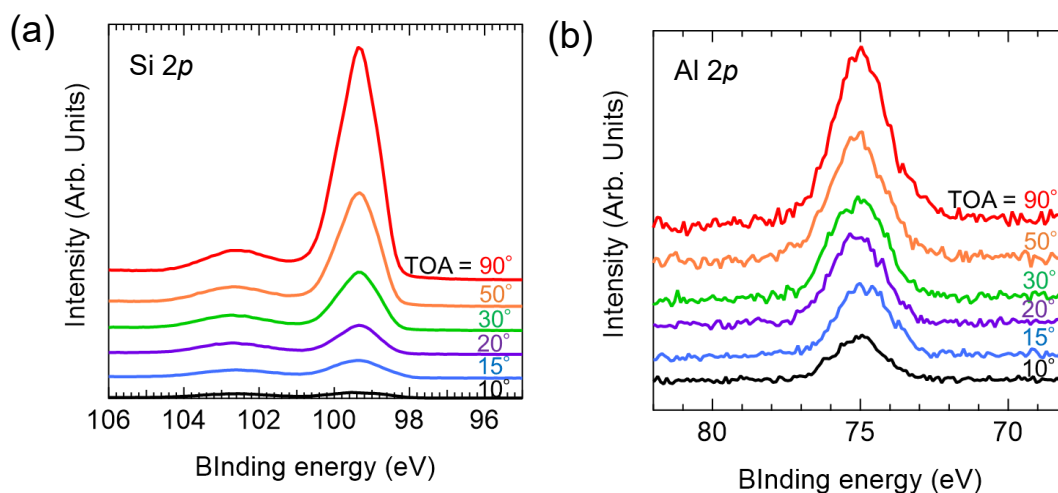 (a)
Si 2p
Intensity (Arb. Units)
TOA = 90°
50°
30°
20°
15°
10°
106 104 102 100 98 96
BInding energy (eV)
(b)
Al 2p
Intensity (Arb. Units)
TOA = 90°
50°
30°
20°
15°
10°
80 75 70
BInding energy (eV)